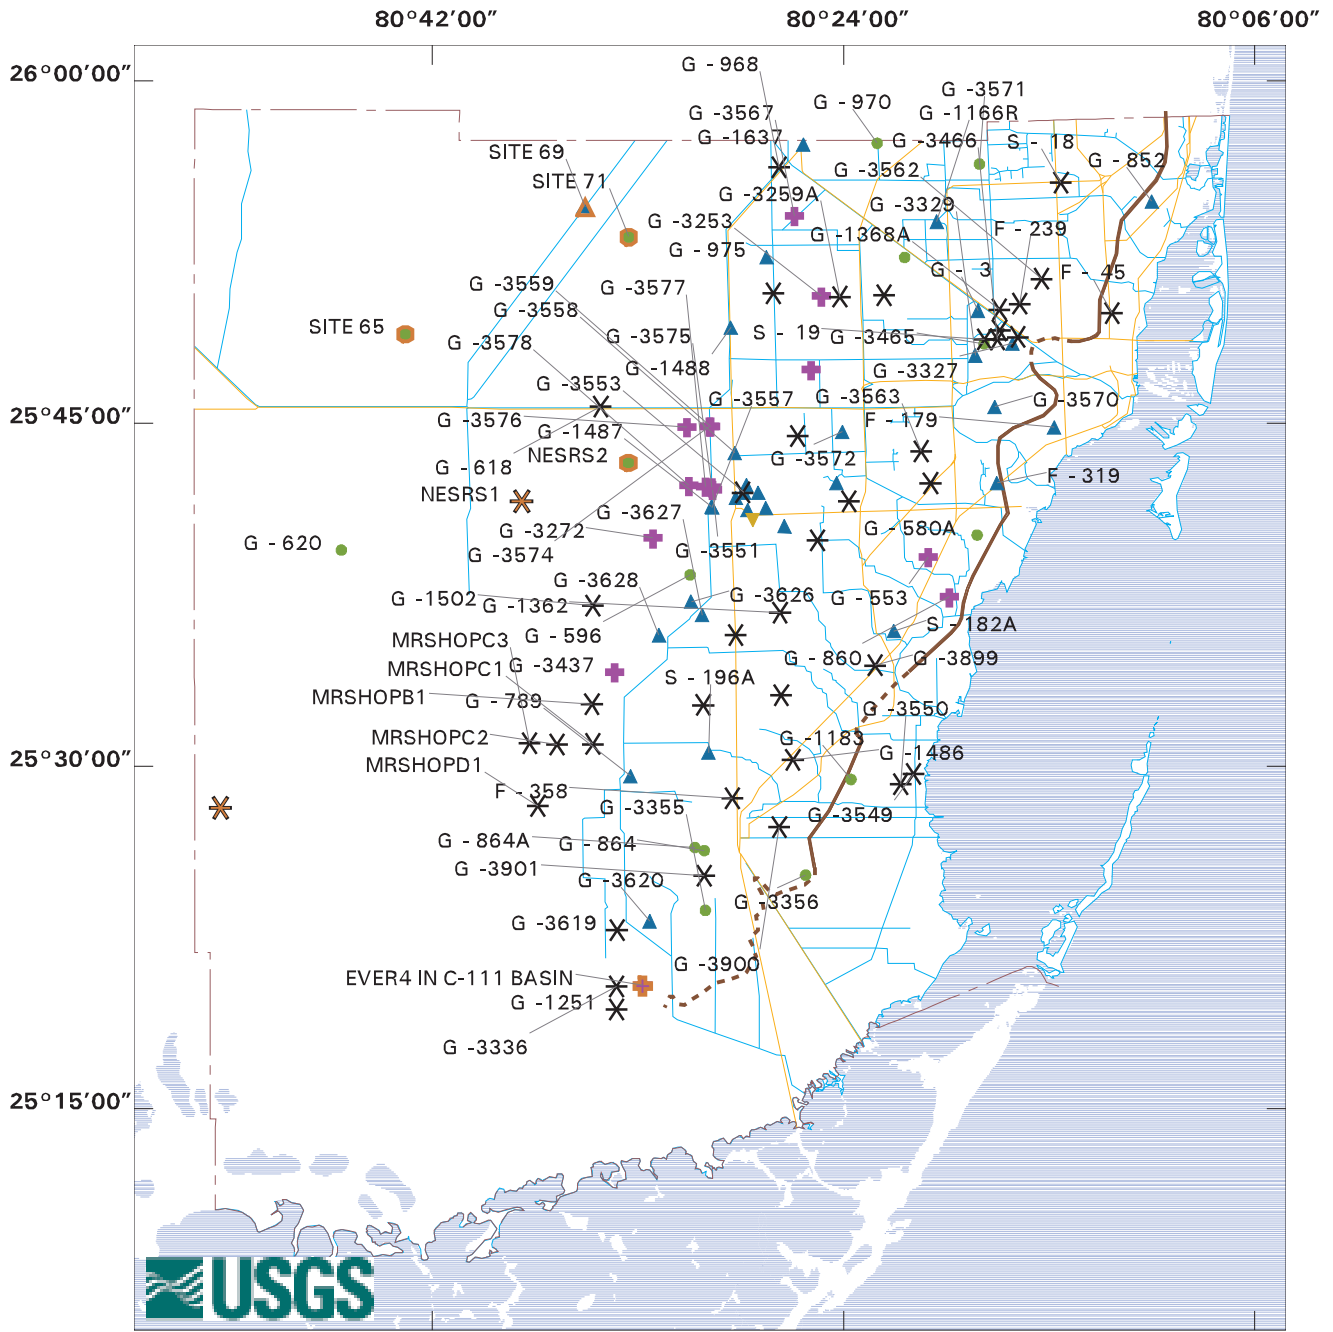 80°42’00” 80°24’00” 80°06’00”
26°00’00”
G - 968
G - 970
G -3571
G -3567
G -1166R
G -1637
G -3466
S - 18
SITE 69
G -3562
G - 852
SITE 71
G -3259A
G -3329
G -3253
G -1368A
F - 239
G - 975
G - 3
F - 45
G -3559
G -3577
G -3558
SITE 65
G -3578
G -3575
S - 19
G -3465
G -1488
G -3327
G -3553
G -3557
G -3563
G -3570
25°45’00”
G -3576
F - 179
G -1487
G - 618
NESRS2
G -3572
F - 319
NESRS1
G -3627
G -3272
G - 580A
G - 620
G -3574
G -3551
G -3628
G -1502
G -1362
G -3626
G - 553
G - 596
S - 182A
MRSHOPC3
MRSHOPC1
G -3437
G - 860
G -3899
S - 196A
MRSHOPB1
G - 789
G -3550
MRSHOPC2
G -1183
G -1486
25°30’00”
MRSHOPD1
F - 358
G -3355
G -3549
G - 864A
G - 864
G -3901
G -3620
G -3356
G -3619
G -3900
EVER4 IN C-111 BASIN
G -1251
G -3336
25°15’00”
USGS